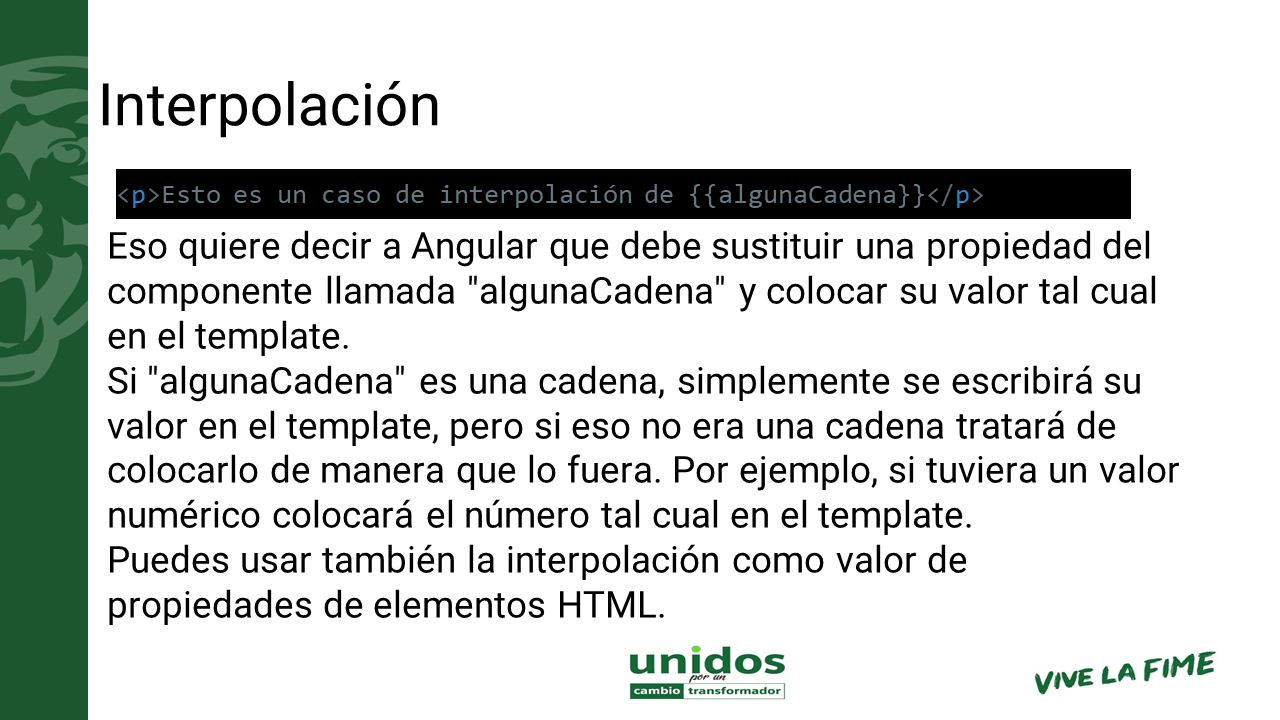 Interpolación
<p>Esto es un caso de interpolación de {{algunaCadena}}</p>
Eso quiere decir a Angular que debe sustituir una propiedad del
componente llamada "algunaCadena" y colocar su valor tal cual
en el template.
Si "algunaCadena" es una cadena, simplemente se escribirá su
valor en el template, pero si eso no era una cadena tratará de
colocarlo de manera que lo fuera. Por ejemplo, si tuviera un valor
numérico colocará el número tal cual en el template.
Puedes usar también la interpolación como valor de
propiedades de elementos HTML.
unidos
por un
cambio transformador
VIVE LA FIME